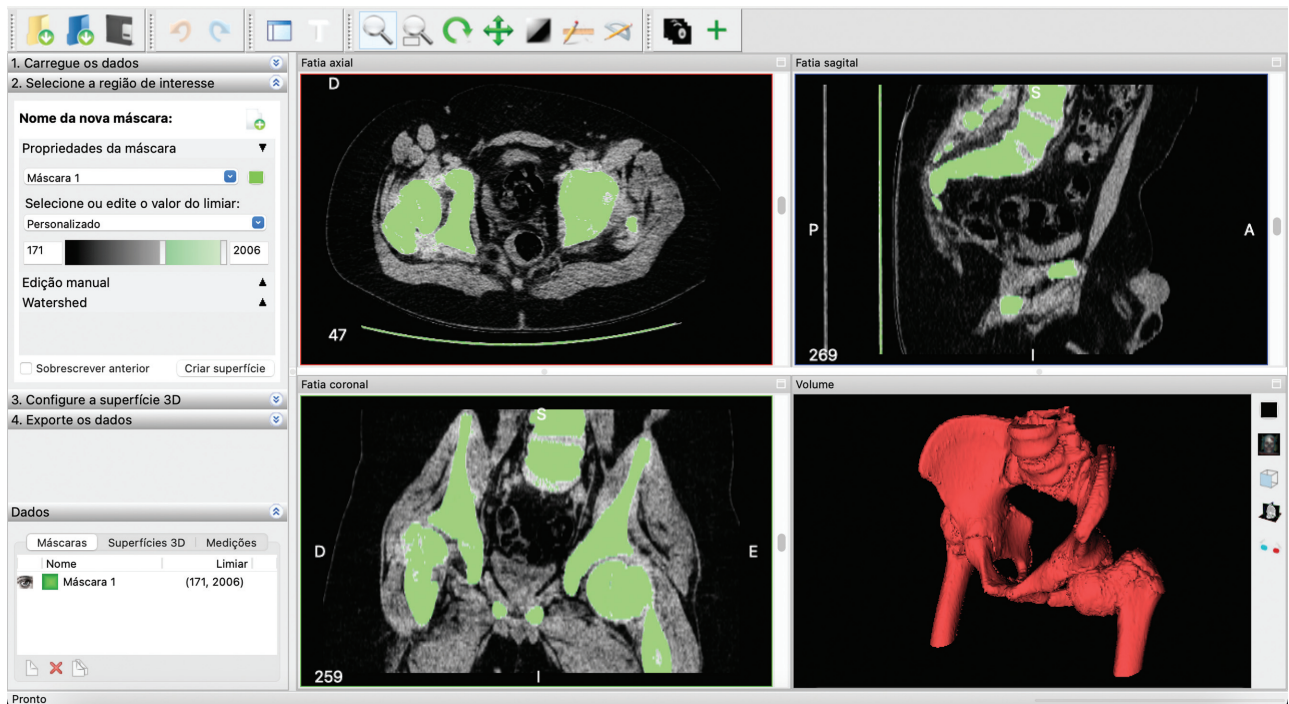 1. Carregue os dados
2. Selecione a região de interesse
Nome da nova máscara:
Propriedades da máscara
Máscara 1
Selecione ou edite o valor do limiar:
Personalizado
171
2006
Edição manual
Watershed
Sobrescrever anterior
Criar superfície
3. Configure a superfície 3D
4. Exporte os dados
Dados
Máscaras
Superfícies 3D
Medições
Nome
Limiar
Máscara 1
(171, 2006)
Pronto
Fatia axial
D
47
Fatia sagital
S
P
A
269
I
Fatia coronal
S
D
E
259
I
Volume